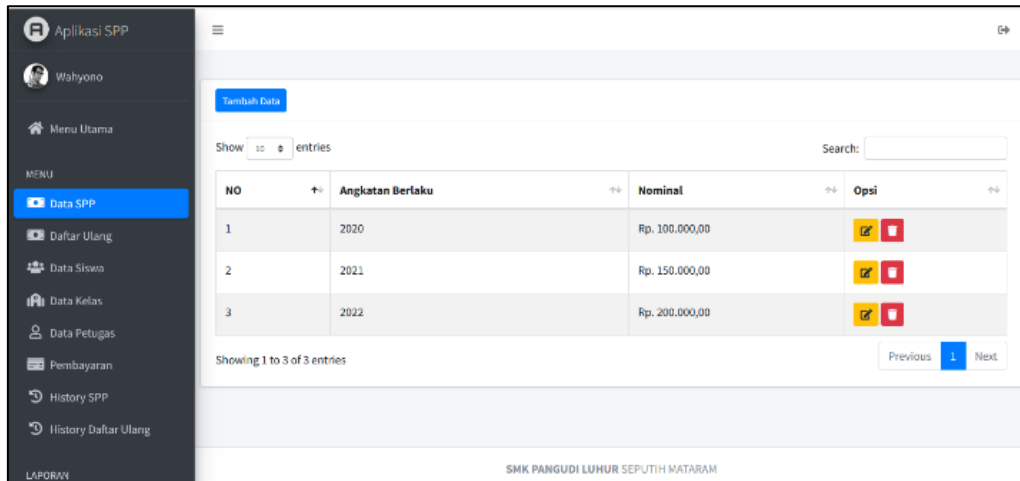 Aplikasi SPP
Wahyono
Menu Utama
MENU
Data SPP
Daftar Ulang
Data Siswa
Data Kelas
Data Petugas
Pembayaran
History SPP
History Daftar Ulang
LAPORAN
Tambah Data
Show 10 entries
Search:
NO Angkatan Berlaku Nominal Opsi
1 2020 Rp. 100.000,00
2 2021 Rp. 150.000,00
3 2022 Rp. 200.000,00
Showing 1 to 3 of 3 entries
Previous 1 Next
SMK PANGUDI LUHUR SEPUTIH MATARAM